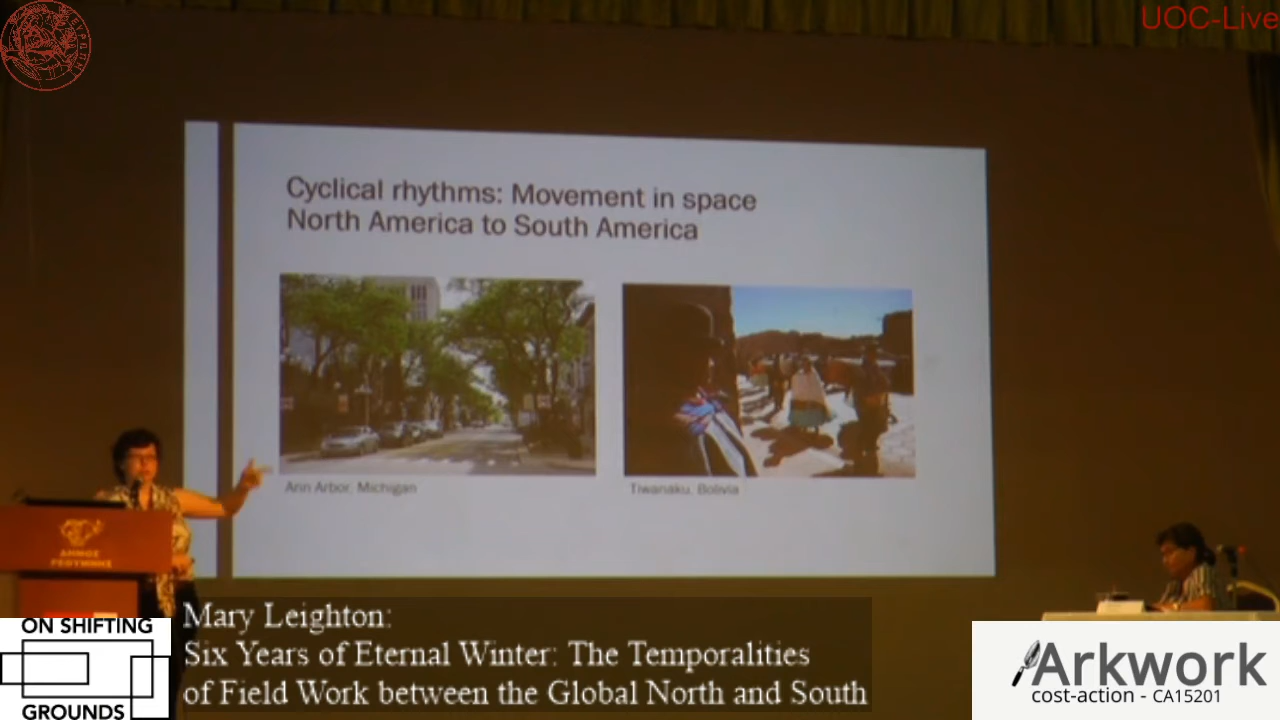 UOC-Live
Cyclical rhythms: Movement in space
North America to South America
Ann Arbor, Michigan
Tiwanaku, Bolivia
ΔΗΜΟΣ
ΡΕΘΥΜΝΗΣ
ON SHIFTING
GROUNDS
Mary Leighton:
Six Years of Eternal Winter: The Temporalities
of Field Work between the Global North and South
Arkwork
cost-action - CA15201